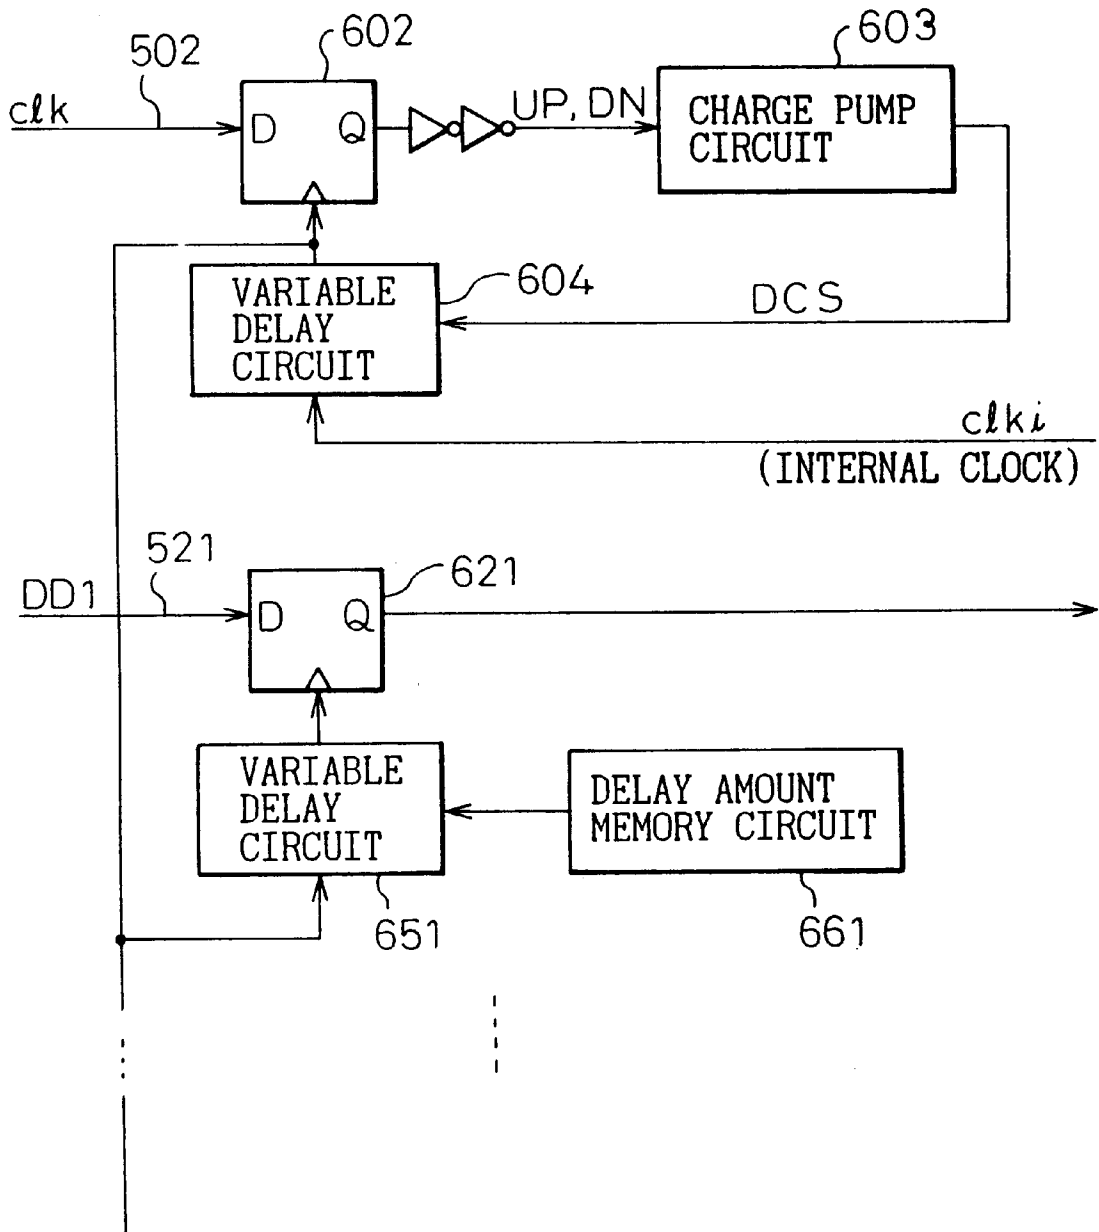 602
603
502
clk
D Q
UP, DN
CHARGE PUMP
CIRCUIT
VARIABLE
DELAY
CIRCUIT
604
DCS
clki
(INTERNAL CLOCK)
521
621
DD1
D Q
VARIABLE
DELAY
CIRCUIT
DELAY AMOUNT
MEMORY CIRCUIT
651
661